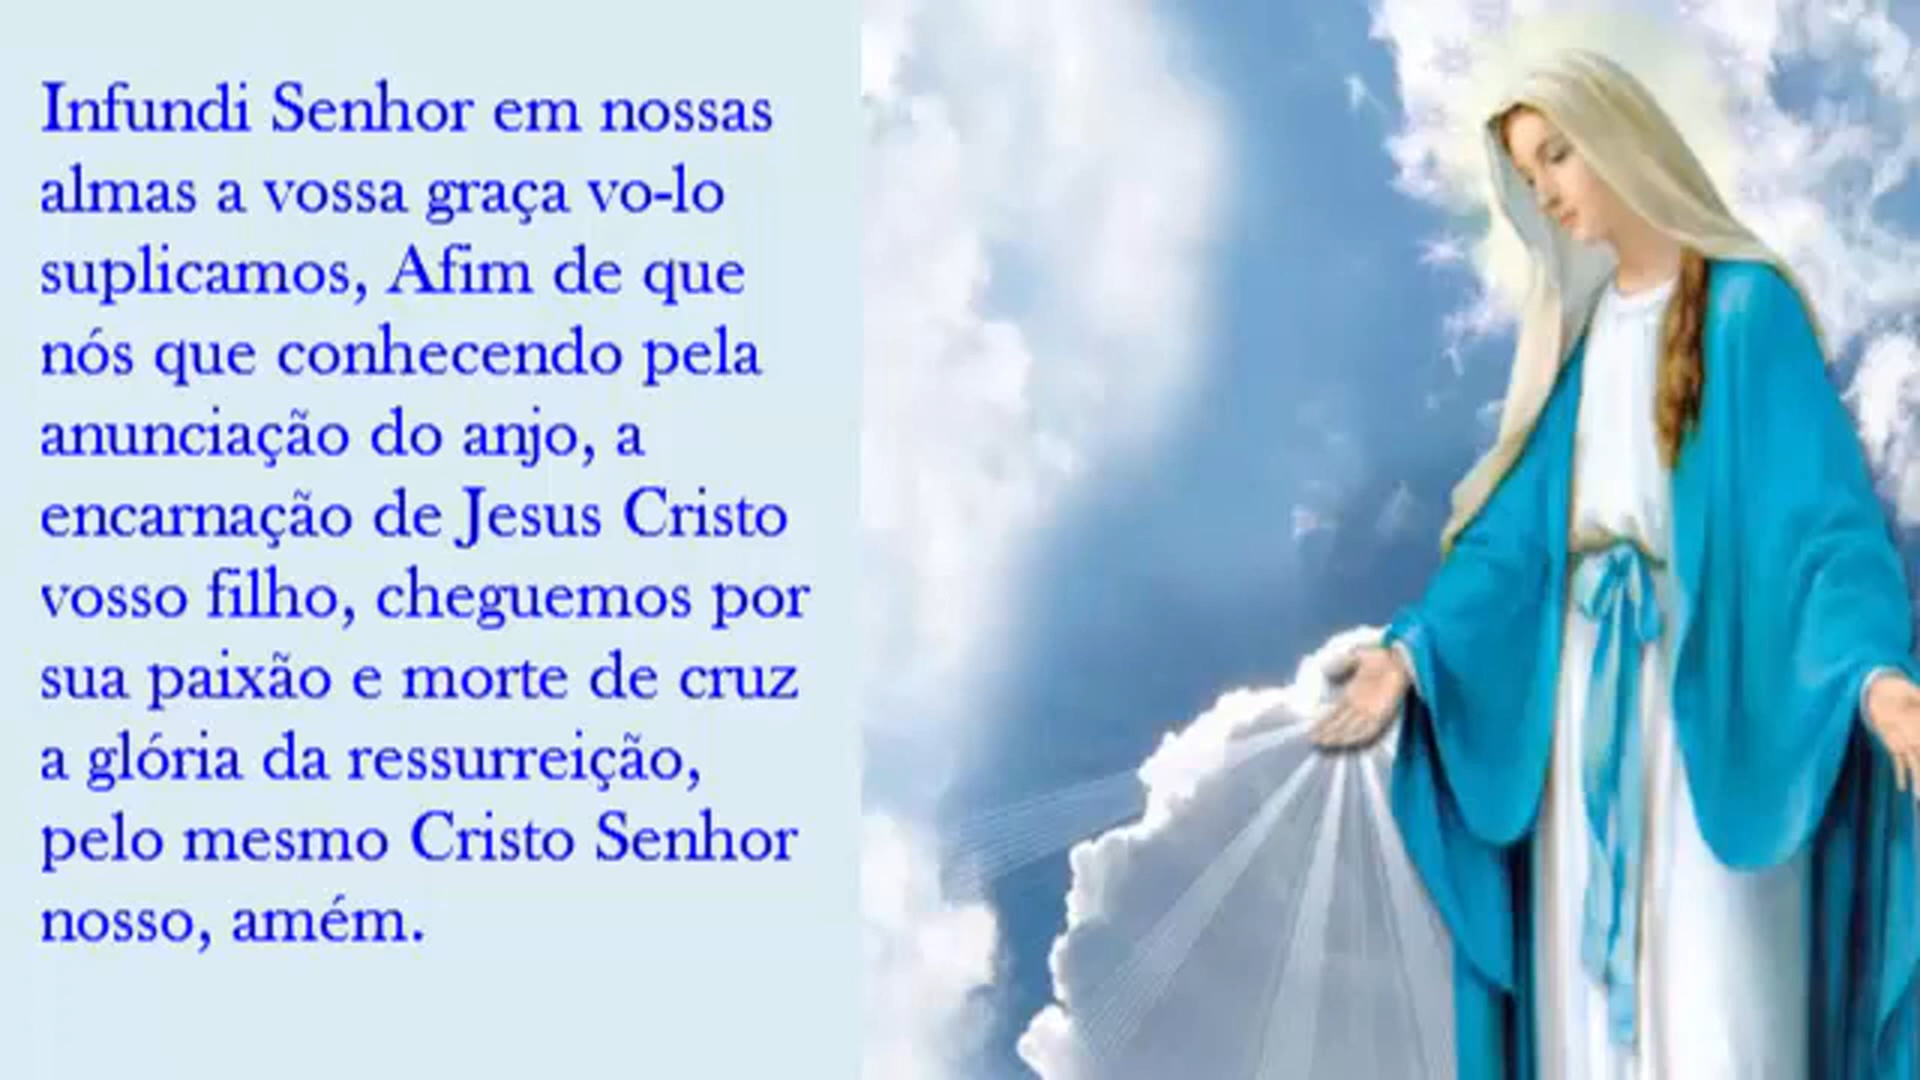 Infundi Senhor em nossas
almas a vossa graça vo-lo
suplicamos, Afim de que
nós que conhecendo pela
anunciação do anjo, a
encarnação de Jesus Cristo
vosso filho, cheguemos por
sua paixão e morte de cruz
a glória da ressurreição,
pelo mesmo Cristo Senhor
nosso, amém.